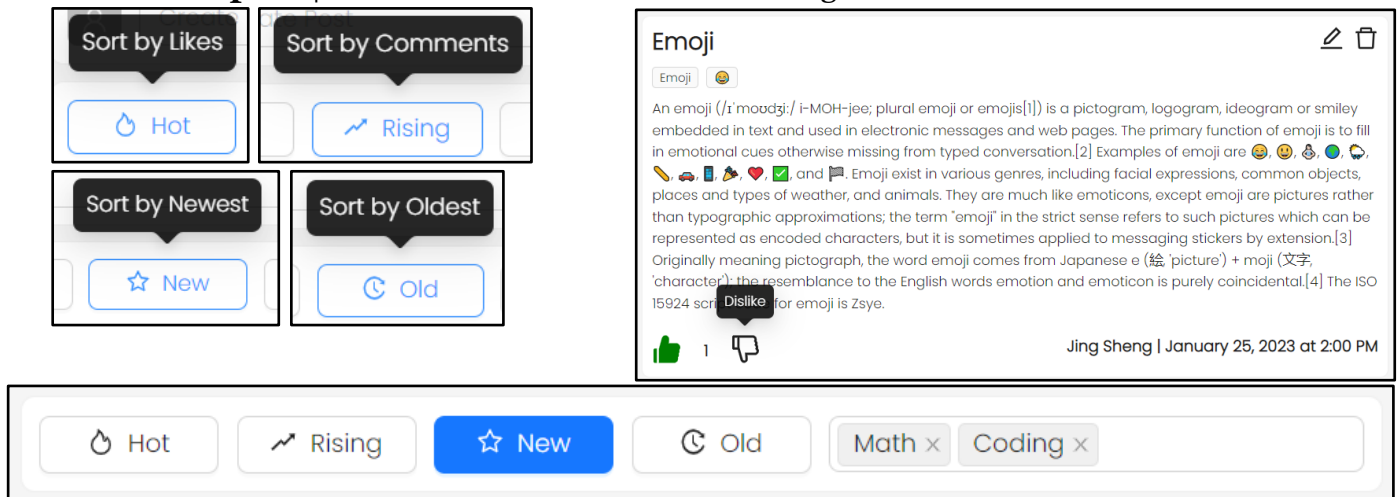 Sort by Likes
Hot
Sort by Comments
Rising
Sort by Newest
New
Sort by Oldest
Old
Emoji
Emoji 😂
An emoji (/ɪˈmoʊdʒiː/ i-MOH-jee; plural emoji or emojis[1]) is a pictogram, logogram, ideogram or smiley
embedded in text and used in electronic messages and web pages. The primary function of emoji is to fill
in emotional cues otherwise missing from typed conversation.[2] Examples of emoji are 😂, 😃, ⛄, 🌍, 🌦,
📏, 🚗, 📱, 🎉, ❤, ✅, and 🏁. Emoji exist in various genres, including facial expressions, common objects,
places and types of weather, and animals. They are much like emoticons, except emoji are pictures rather
than typographic approximations; the term "emoji" in the strict sense refers to such pictures which can be
represented as encoded characters, but it is sometimes applied to messaging stickers by extension.[3]
Originally meaning pictograph, the word emoji comes from Japanese e (絵, 'picture') + moji (文字,
'character'); the resemblance to the English words emotion and emoticon is purely coincidental.[4] The ISO
15924 for emoji is Zsye.
Dislike
1
Jing Sheng | January 25, 2023 at 2:00 PM
Hot Rising New Old Math × Coding ×